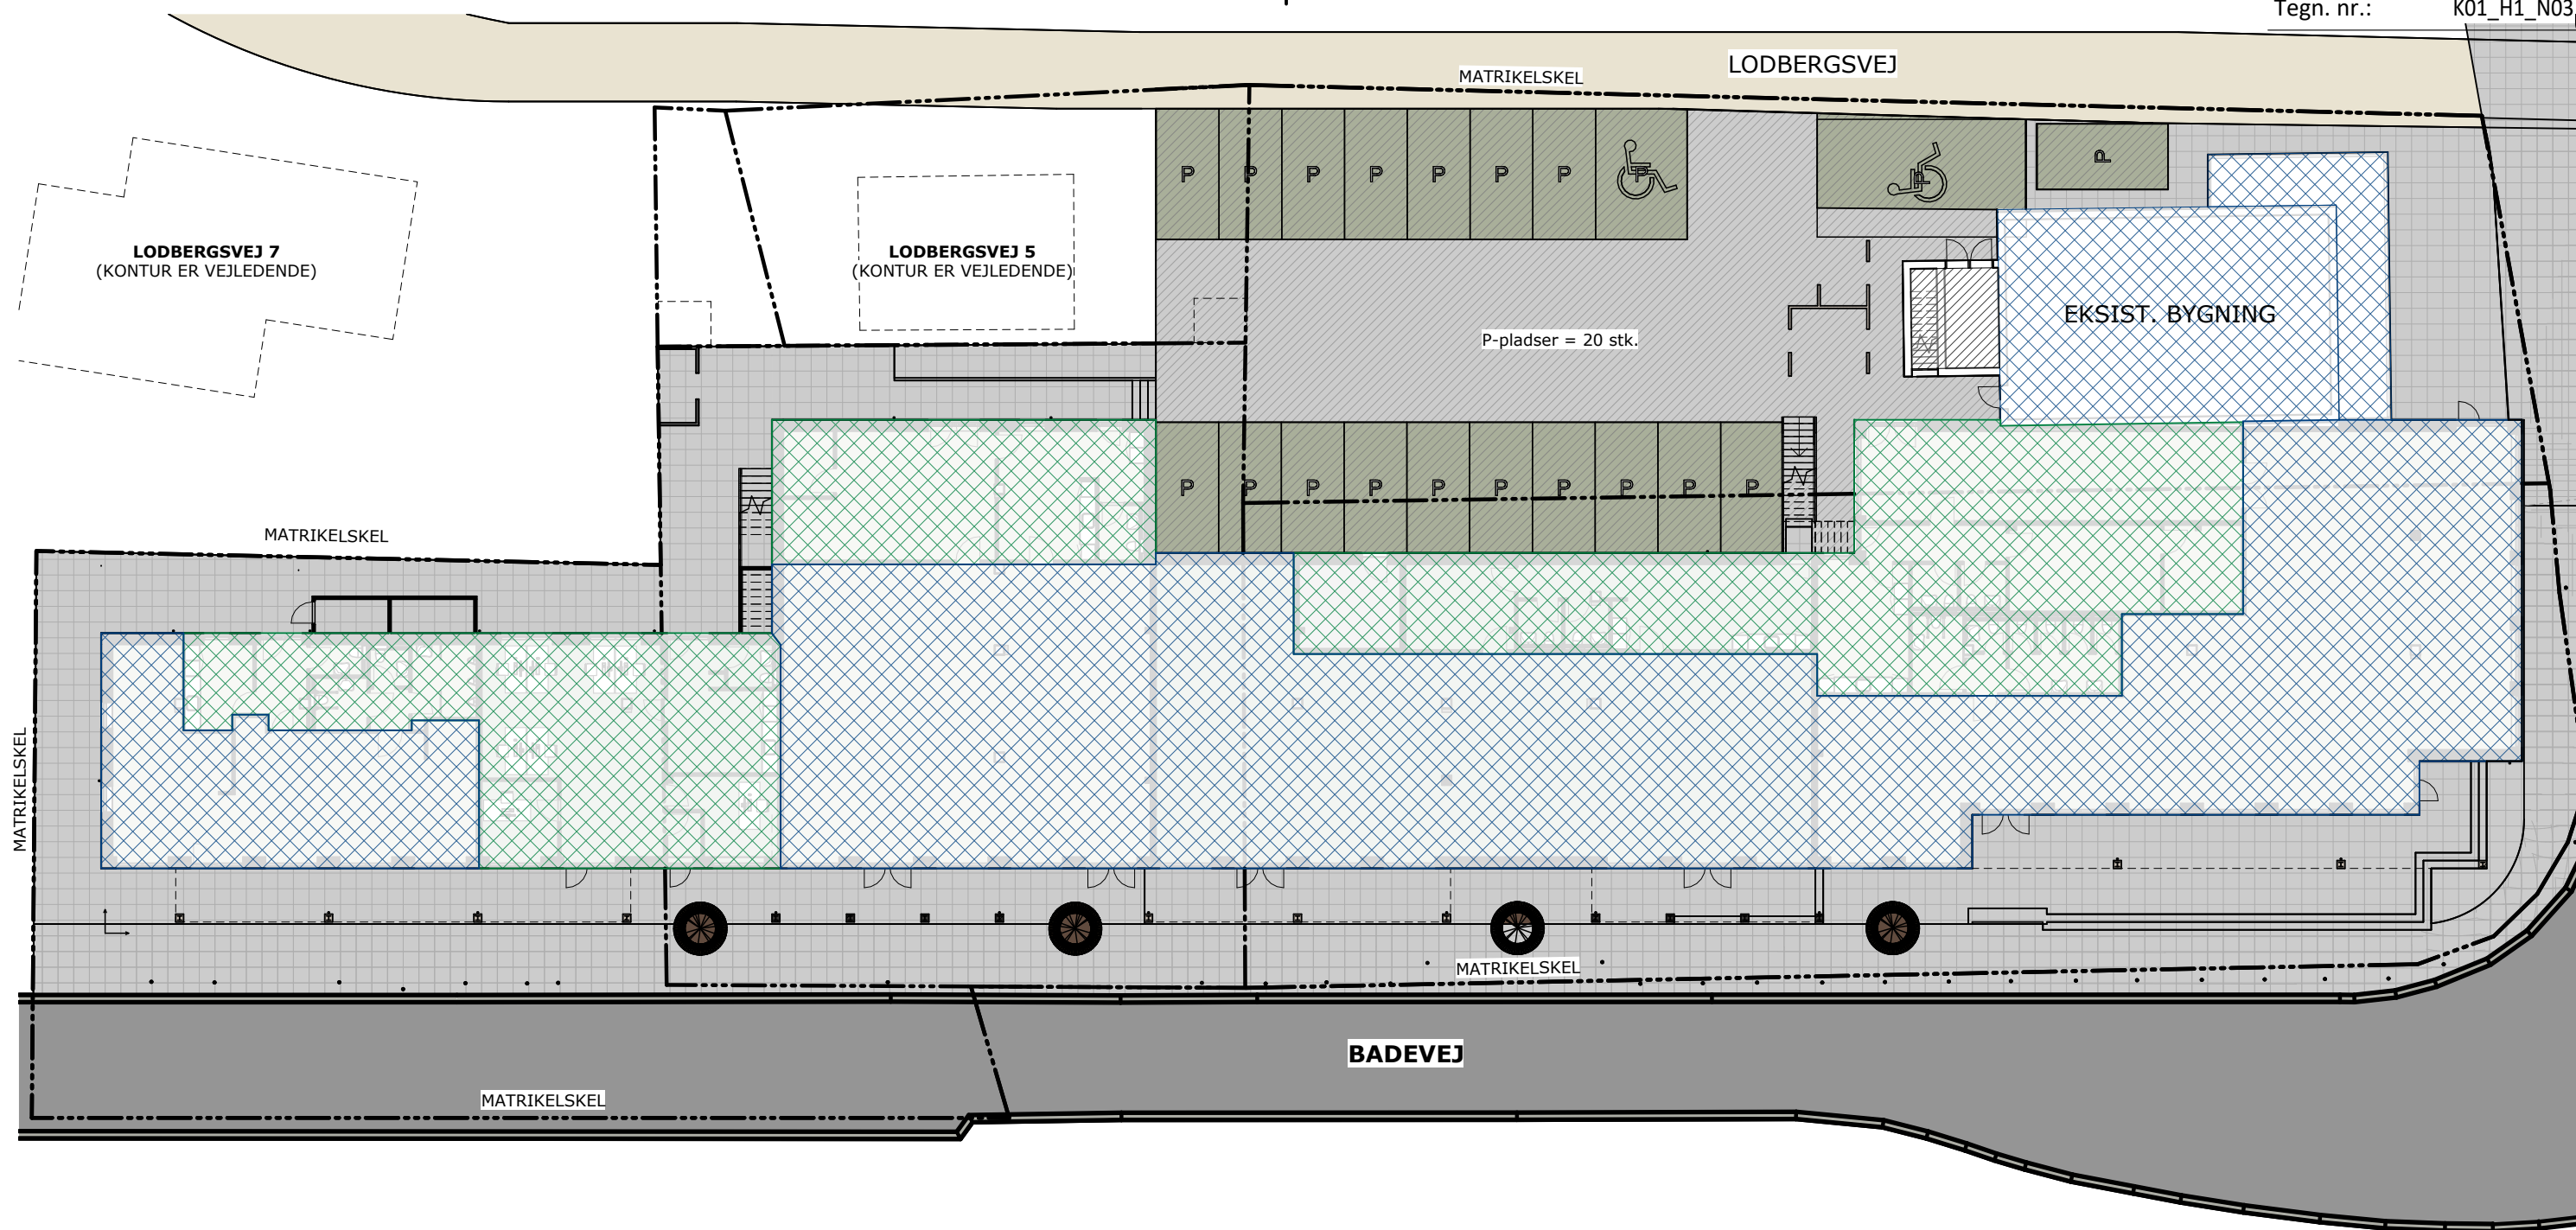 Tegn. nr.: K01_H1_N03
LODBERGSVEJ
MATRIKELSKEL
P P P P P P P P
P
P
LODBERGSVEJ 7
(KONTUR ER VEJLEDENDE)
LODBERGSVEJ 5
(KONTUR ER VEJLEDENDE)
EKSIST. BYGNING
P-pladser = 20 stk.
P P P P P P P P P P
MATRIKELSKEL
MATRIKELSKEL
MATRIKELSKEL
BADEVEJ
MATRIKELSKEL